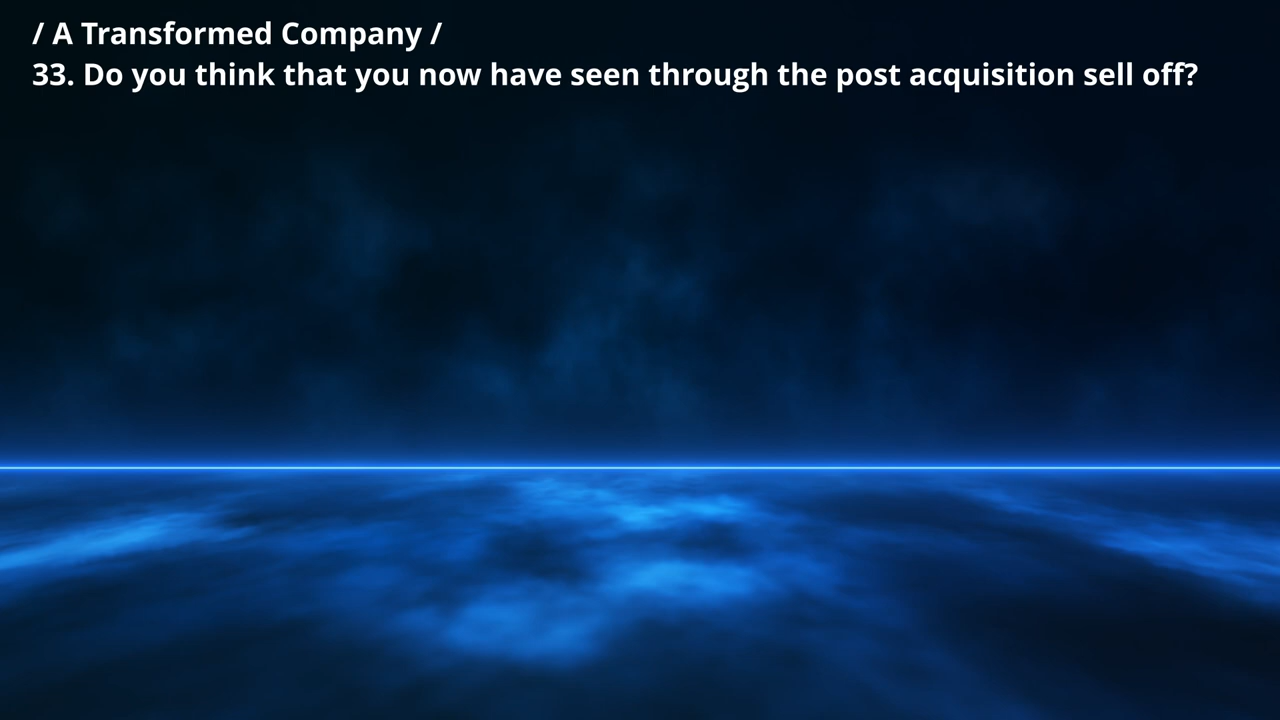 / A Transformed Company /
33. Do you think that you now have seen through the post acquisition sell off?